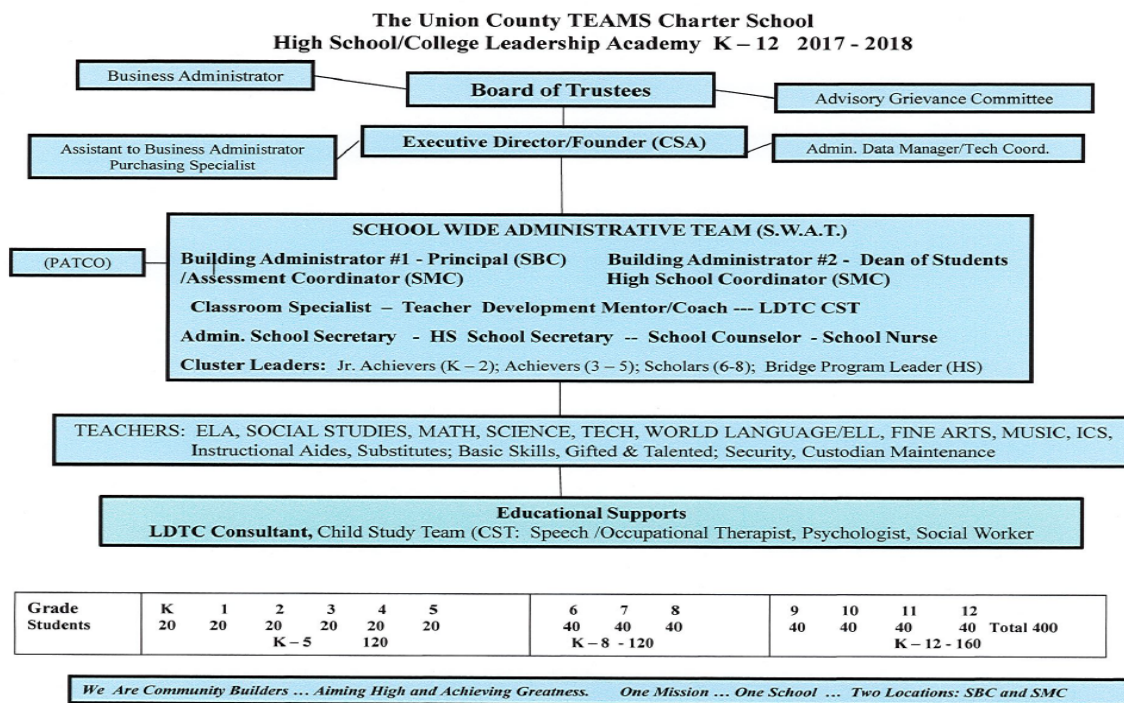 The Union County TEAMS Charter School
High School/College Leadership Academy K – 12 2017 - 2018
Business Administrator
Board of Trustees
Advisory Grievance Committee
Executive Director/Founder (CSA)
Assistant to Business Administrator
Purchasing Specialist
Admin. Data Manager/Tech Coord.
SCHOOL WIDE ADMINISTRATIVE TEAM (S.W.A.T.)
(PATCO)
Building Administrator #1 - Principal (SBC) Building Administrator #2 - Dean of Students
/Assessment Coordinator (SMC) High School Coordinator (SMC)
Classroom Specialist – Teacher Development Mentor/Coach --- LDTC CST
Admin. School Secretary - HS School Secretary -- School Counselor - School Nurse
Cluster Leaders: Jr. Achievers (K – 2); Achievers (3 – 5); Scholars (6-8); Bridge Program Leader (HS)
TEACHERS: ELA, SOCIAL STUDIES, MATH, SCIENCE, TECH, WORLD LANGUAGE/ELL, FINE ARTS, MUSIC, ICS,
Instructional Aides, Substitutes; Basic Skills, Gifted & Talented; Security, Custodian Maintenance
Educational Supports
LDTC Consultant, Child Study Team (CST: Speech /Occupational Therapist, Psychologist, Social Worker
Grade K 1 2 3 4 5 6 7 8 9 10 11 12
Students 20 20 20 20 20 20 40 40 40 40 40 40 40 Total 400
K – 5 120 K – 8 - 120 K – 12 - 160
We Are Community Builders … Aiming High and Achieving Greatness. One Mission … One School … Two Locations: SBC and SMC